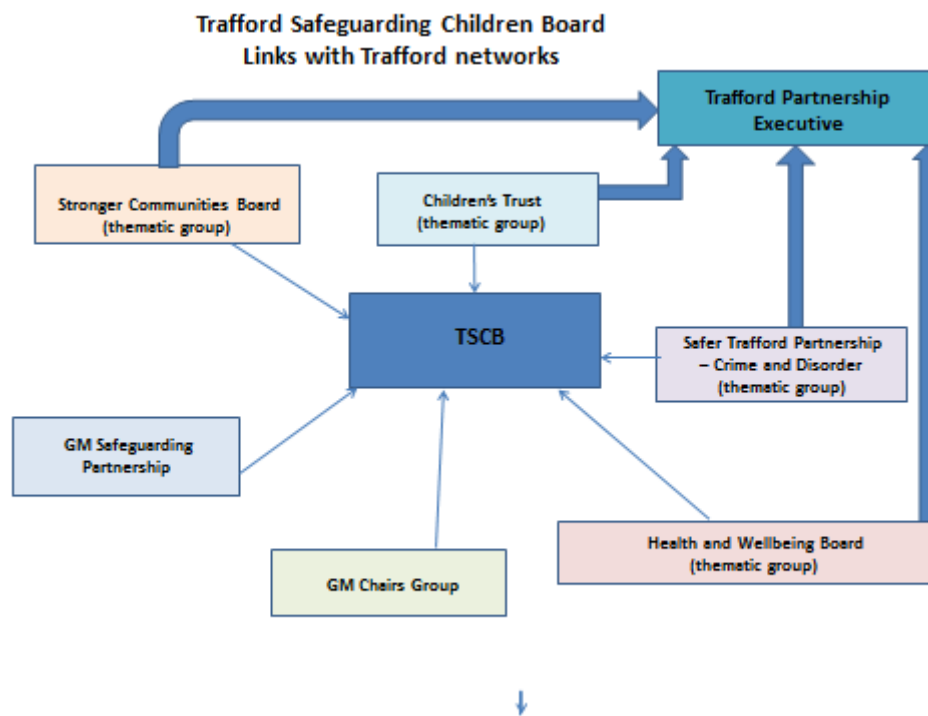 Trafford Safeguarding Children Board
Links with Trafford networks
Trafford Partnership
Executive
Stronger Communities Board
(thematic group)
Children's Trust
(thematic group)
TSCB
Safer Trafford Partnership
– Crime and Disorder
(thematic group)
GM Safeguarding
Partnership
Health and Wellbeing Board
(thematic group)
GM Chairs Group